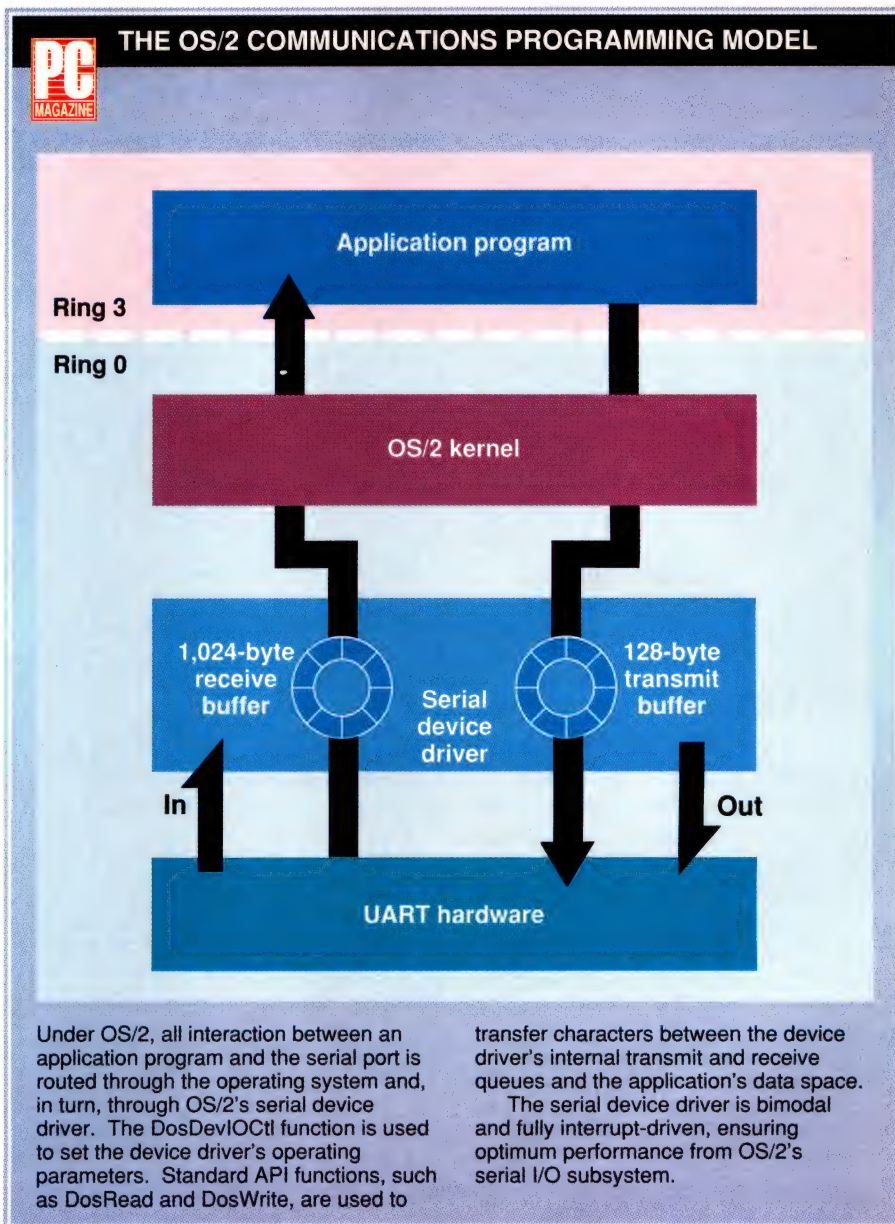 THE OS/2 COMMUNICATIONS PROGRAMMING MODEL
PC
MAGAZINE
Application program
Ring 3
Ring 0
OS/2 kernel
1,024-byte
receive
buffer
Serial
device
driver
128-byte
transmit
buffer
In
Out
UART hardware
Under OS/2, all interaction between an
application program and the serial port is
routed through the operating system and,
in turn, through OS/2's serial device
driver. The DosDevIOCtl function is used
to set the device driver's operating
parameters. Standard API functions, such
as DosRead and DosWrite, are used to
transfer characters between the device
driver's internal transmit and receive
queues and the application's data space.
The serial device driver is bimodal
and fully interrupt-driven, ensuring
optimum performance from OS/2's
serial I/O subsystem.